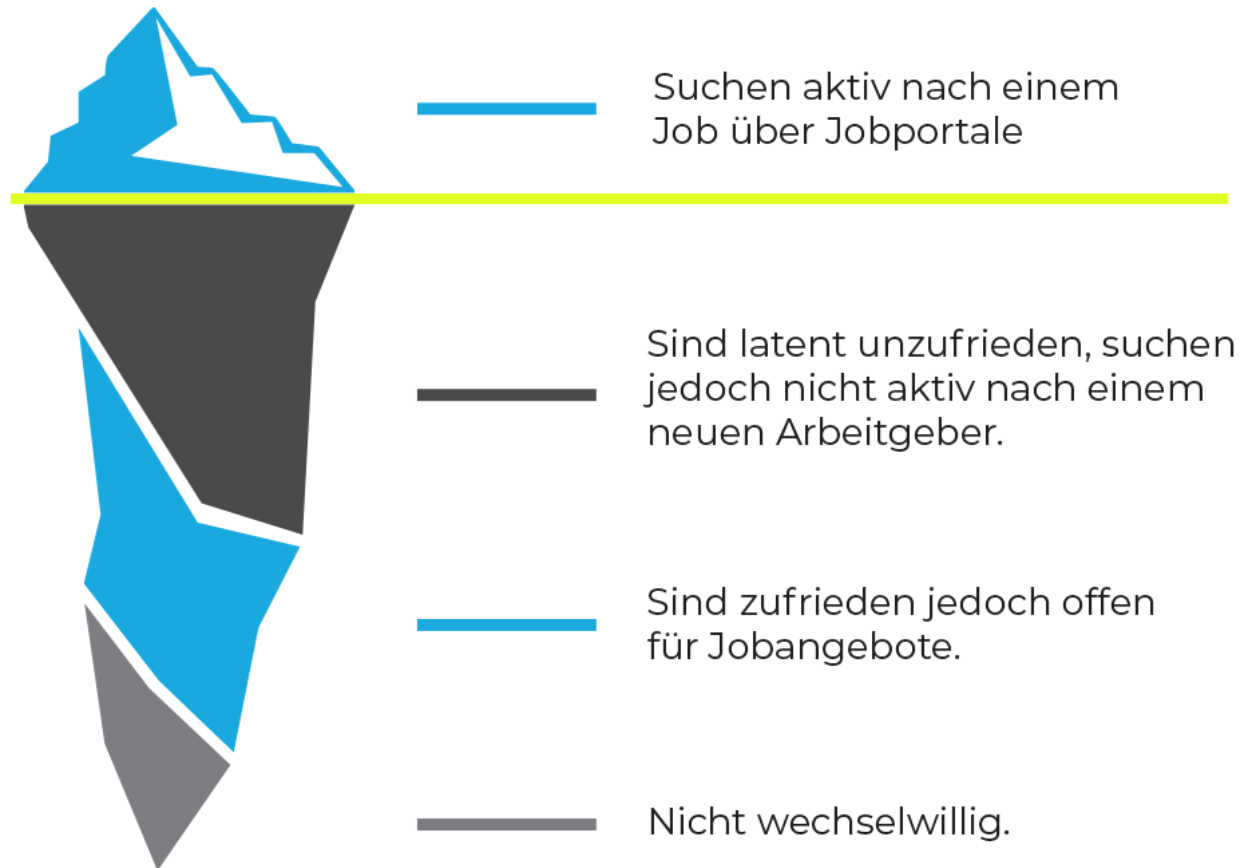 Suchen aktiv nach einem
Job über Jobportale
Sind latent unzufrieden, suchen
jedoch nicht aktiv nach einem
neuen Arbeitgeber.
Sind zufrieden jedoch offen
für Jobangebote.
Nicht wechselwillig.